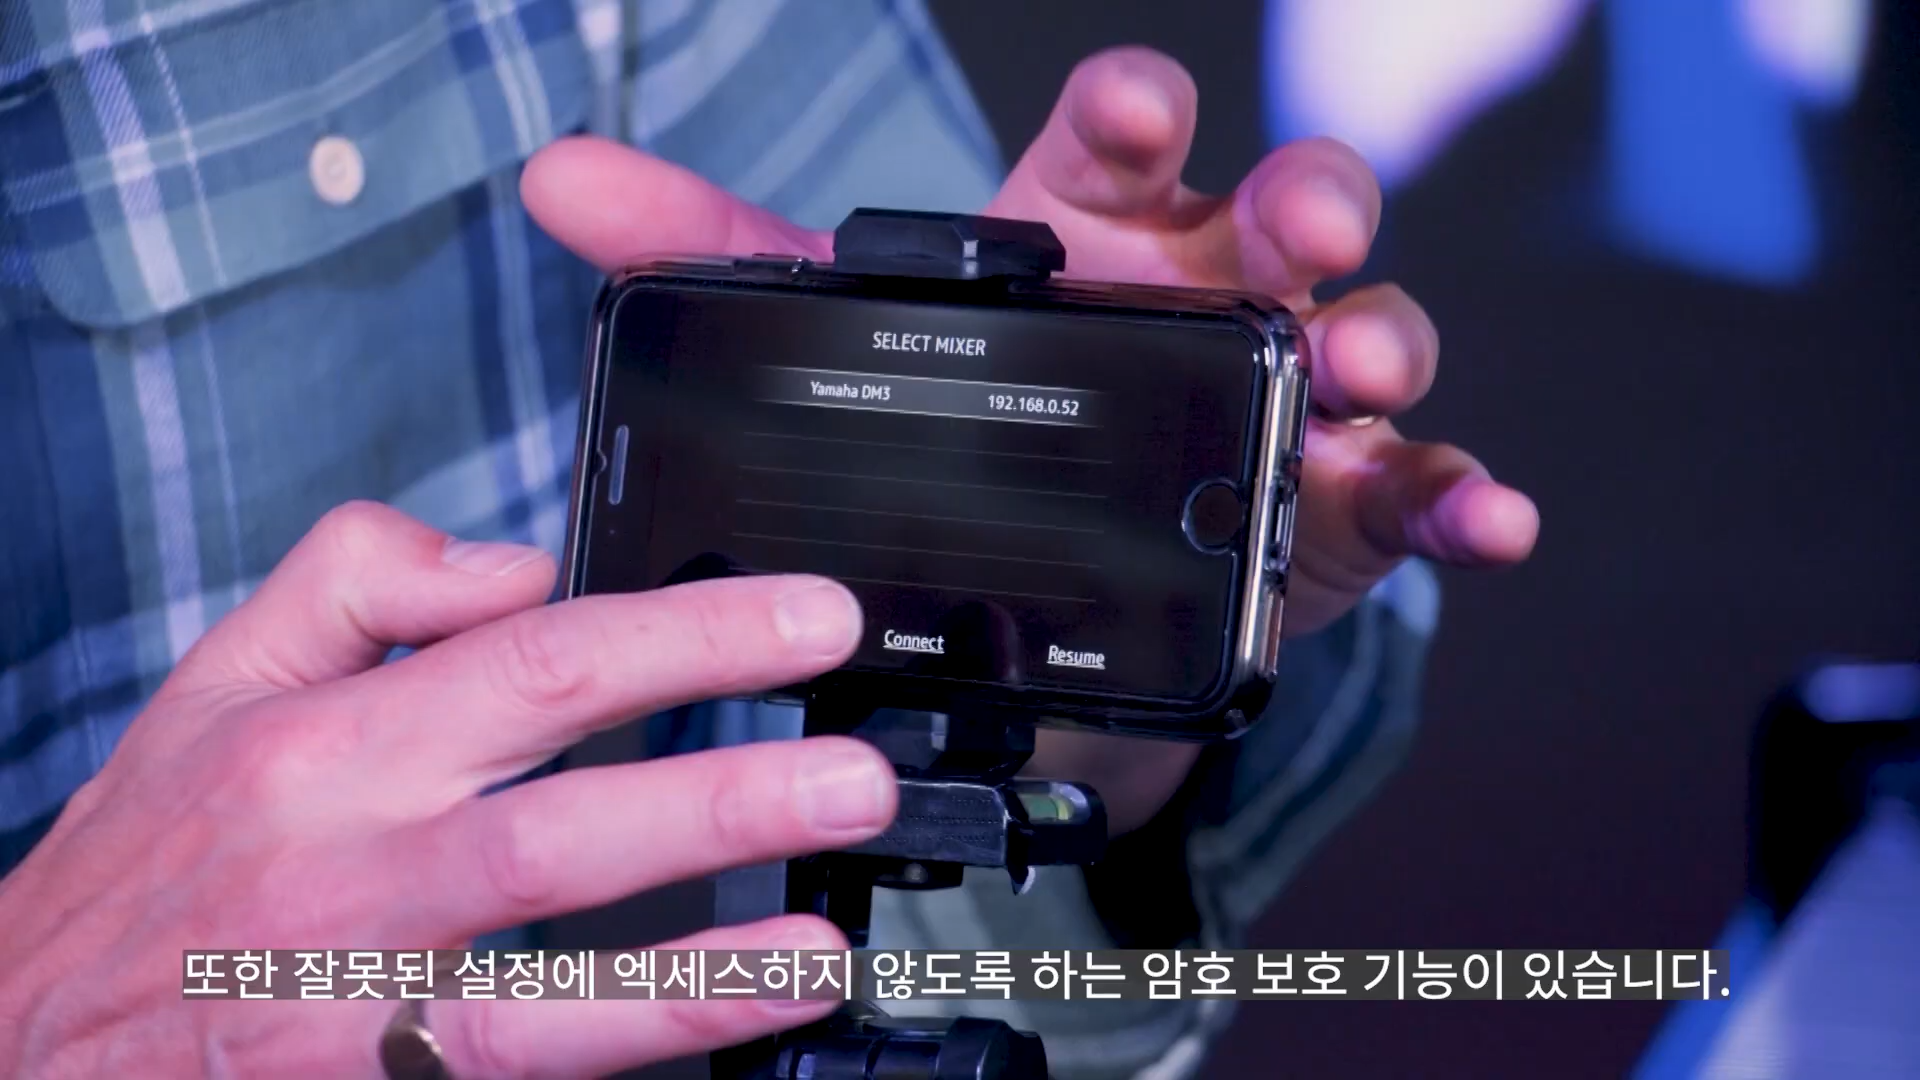 SELECT MIXER
Yamaha DM3 192.168.0.52
Connect Resume
또한 잘못된 설정에 엑세스하지 않도록 하는 암호 보호 기능이 있습니다.